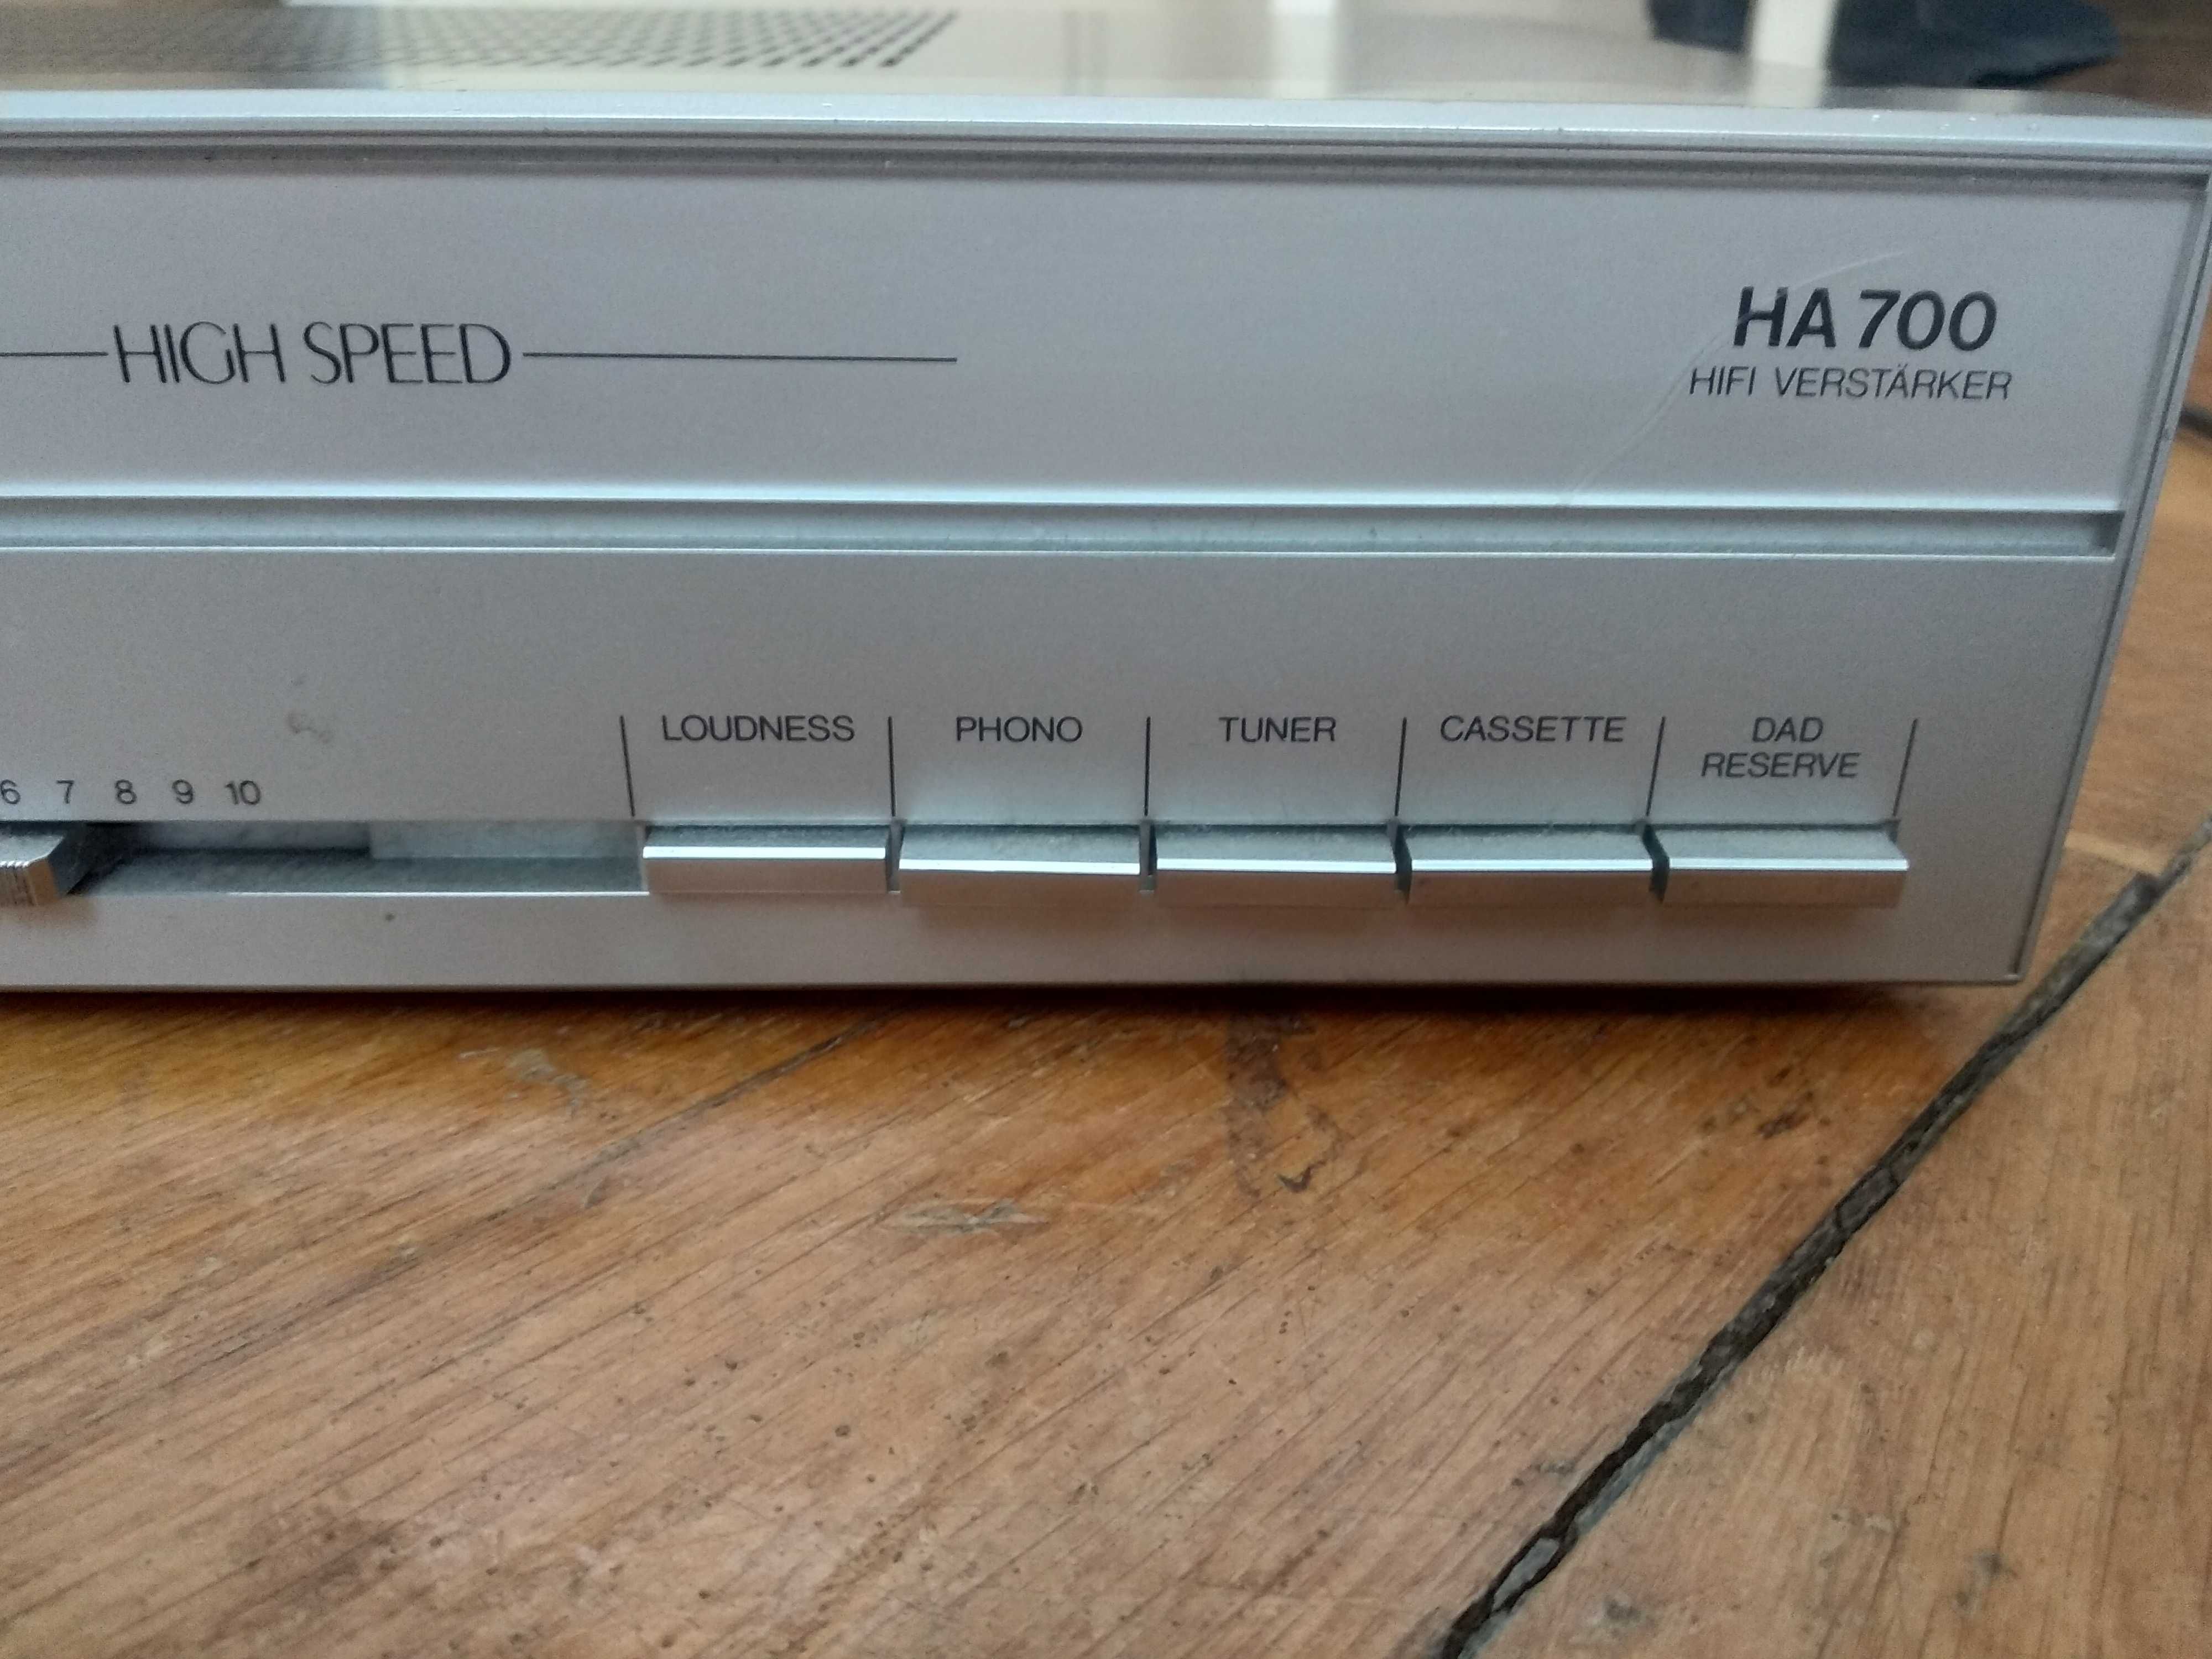 HIGH SPEED
HA 700
HIFI VERSTÄRKER
LOUDNESS
PHONO
TUNER
CASSETTE
DAD
RESERVE
6 7 8 9 10